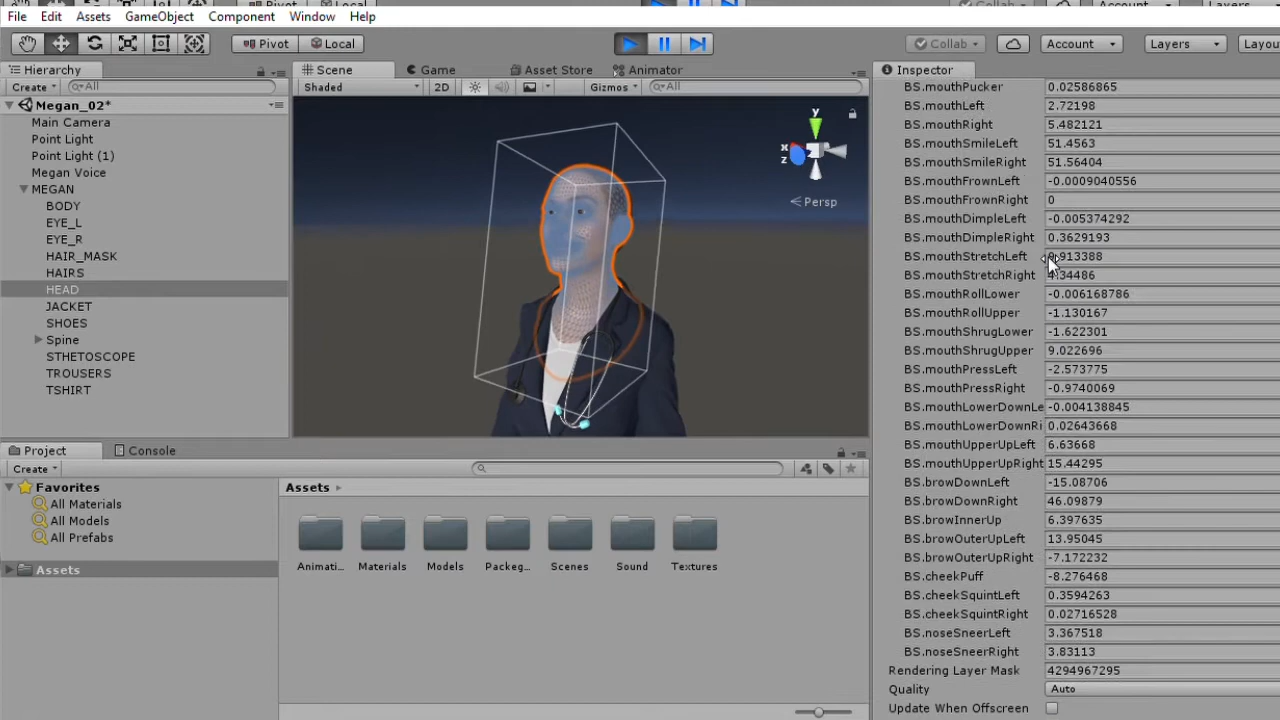 File Edit Assets GameObject Component Window Help
Pivot Local Collab Account Layers Layou
Hierarchy
Create All
Megan_02*
Main Camera
Point Light
Point Light (1)
Megan Voice
MEGAN
BODY
EYE_L
EYE_R
HAIR_MASK
HAIRS
HEAD
JACKET
SHOES
Spine
STHETOSCOPE
TROUSERS
TSHIRT
Scene Game Asset Store Animator
Shaded 2D Gizmos All
y
x
z
Persp
Inspector
BS.mouthPucker 0.02586865
BS.mouthLeft 2.72198
BS.mouthRight 5.482121
BS.mouthSmileLeft 51.4563
BS.mouthSmileRight 51.56404
BS.mouthFrownLeft -0.0009040556
BS.mouthFrownRight 0
BS.mouthDimpleLeft -0.005374292
BS.mouthDimpleRight 0.3629193
BS.mouthStretchLeft .913388
BS.mouthStretchRight 4.34486
BS.mouthRollLower -0.006168786
BS.mouthRollUpper -1.130167
BS.mouthShrugLower -1.622301
BS.mouthShrugUpper 9.022696
BS.mouthPressLeft -2.573775
BS.mouthPressRight -0.9740069
BS.mouthLowerDownLe -0.004138845
BS.mouthLowerDownRi 0.02643668
BS.mouthUpperUpLeft 6.63668
BS.mouthUpperUpRight 15.44295
BS.browDownLeft -15.08706
BS.browDownRight 46.09879
BS.browInnerUp 6.397635
BS.browOuterUpLeft 13.95045
BS.browOuterUpRight -7.172232
BS.cheekPuff -8.276468
BS.cheekSquintLeft 0.3594263
BS.cheekSquintRight 0.02716528
BS.noseSneerLeft 3.367518
BS.noseSneerRight 3.83113
Rendering Layer Mask 4294967295
Quality Auto
Update When Offscreen
Project Console
Create
Favorites
All Materials
All Models
All Prefabs
Assets
Assets
Animati... Materials Models Packeg... Scenes Sound Textures